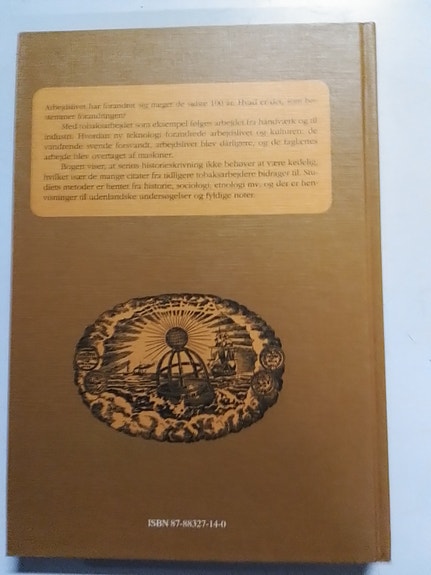 Arbejdslivet har forandret sig meget de sidste 100 år. Hvad er det, som be-
stemmer forandringen?
Med tobaksarbejder som eksempel følges arbejdet fra håndværk og til
industri. Hvordan ny teknologi forandrede arbejdslivet og kulturen: de
vandrende svende forsvandt, arbejdslivet blev dårligere, og de faglærtes
arbejde blev overtaget af maskiner.
Bogen viser, at seriøs historieskrivning ikke behøver at være kedelig,
hvilket især de mange citater fra tidligere tobaksarbejdere bidrager til. Stu-
diets metoder er hentet fra historie, sociologi, etnologi mv., og der er hen-
visninger til udenlandske undersøgelser og fyldige noter.
ISBN 87-88327-14-0